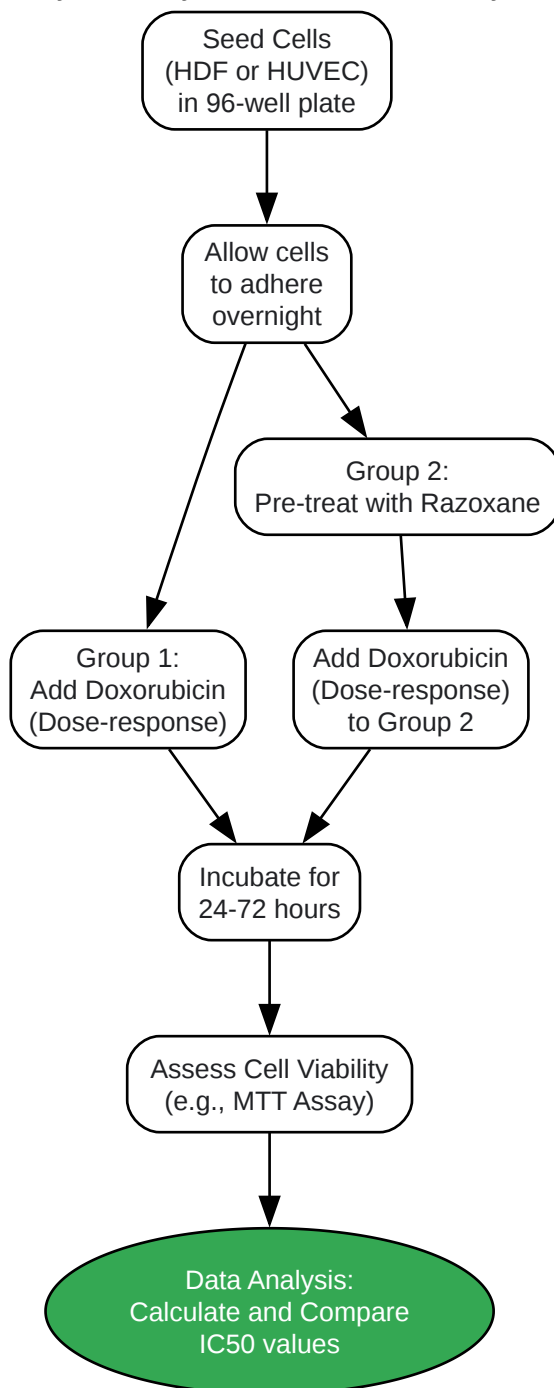 Seed Cells
(HDF or HUVEC)
in 96-well plate
Allow cells
to adhere
overnight
Group 2:
Pre-treat with Razoxane
Group 1:
Add Doxorubicin
(Dose-response)
Add Doxorubicin
(Dose-response)
to Group 2
Incubate for
24-72 hours
Assess Cell Viability
(e.g., MTT Assay)
Data Analysis:
Calculate and Compare
IC50 values